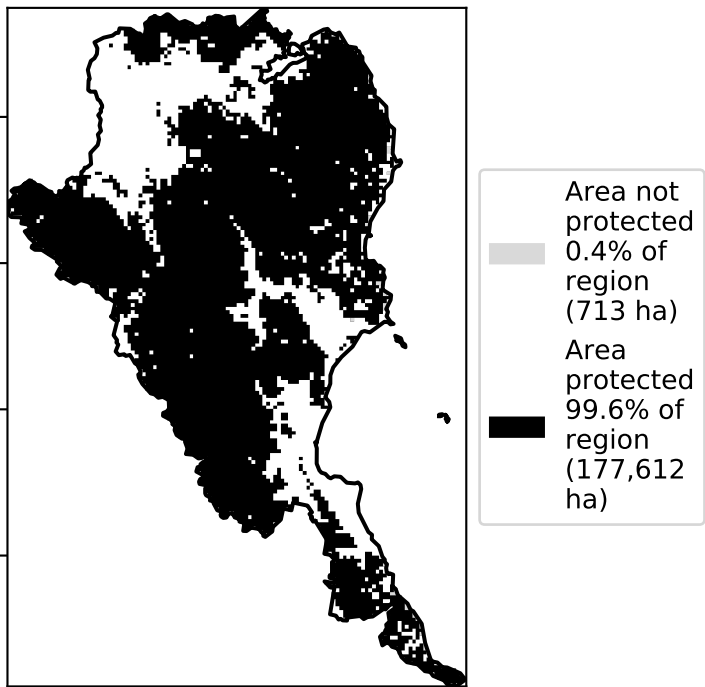 Area not
protected
0.4% of
region
(713 ha)
Area
protected
99.6% of
region
(177,612
ha)